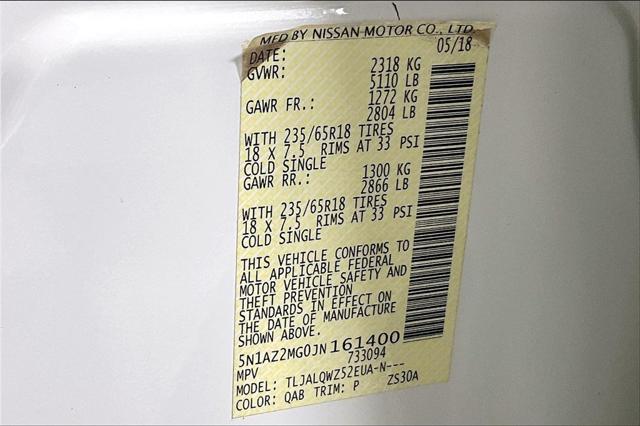 MFD BY NISSAN MOTOR CO., LTD.
DATE: 05/18
GVWR: 2318 KG
5110 LB
GAWR FR.: 1272 KG
2804 LB
WITH 235/65R18 TIRES
18 X 7.5 RIMS AT 33 PSI
COLD SINGLE
GAWR RR.: 1300 KG
2866 LB
WITH 235/65R18 TIRES
18 X 7.5 RIMS AT 33 PSI
COLD SINGLE
THIS VEHICLE CONFORMS TO
ALL APPLICABLE FEDERAL
MOTOR VEHICLE SAFETY AND
THEFT PREVENTION
STANDARDS IN EFFECT ON
THE DATE OF MANUFACTURE
SHOWN ABOVE.
5N1AZ2MG0JN161400
MPV 733094
MODEL: TLJALQWZ52EUA-N---
COLOR: QAB TRIM: P ZS30A